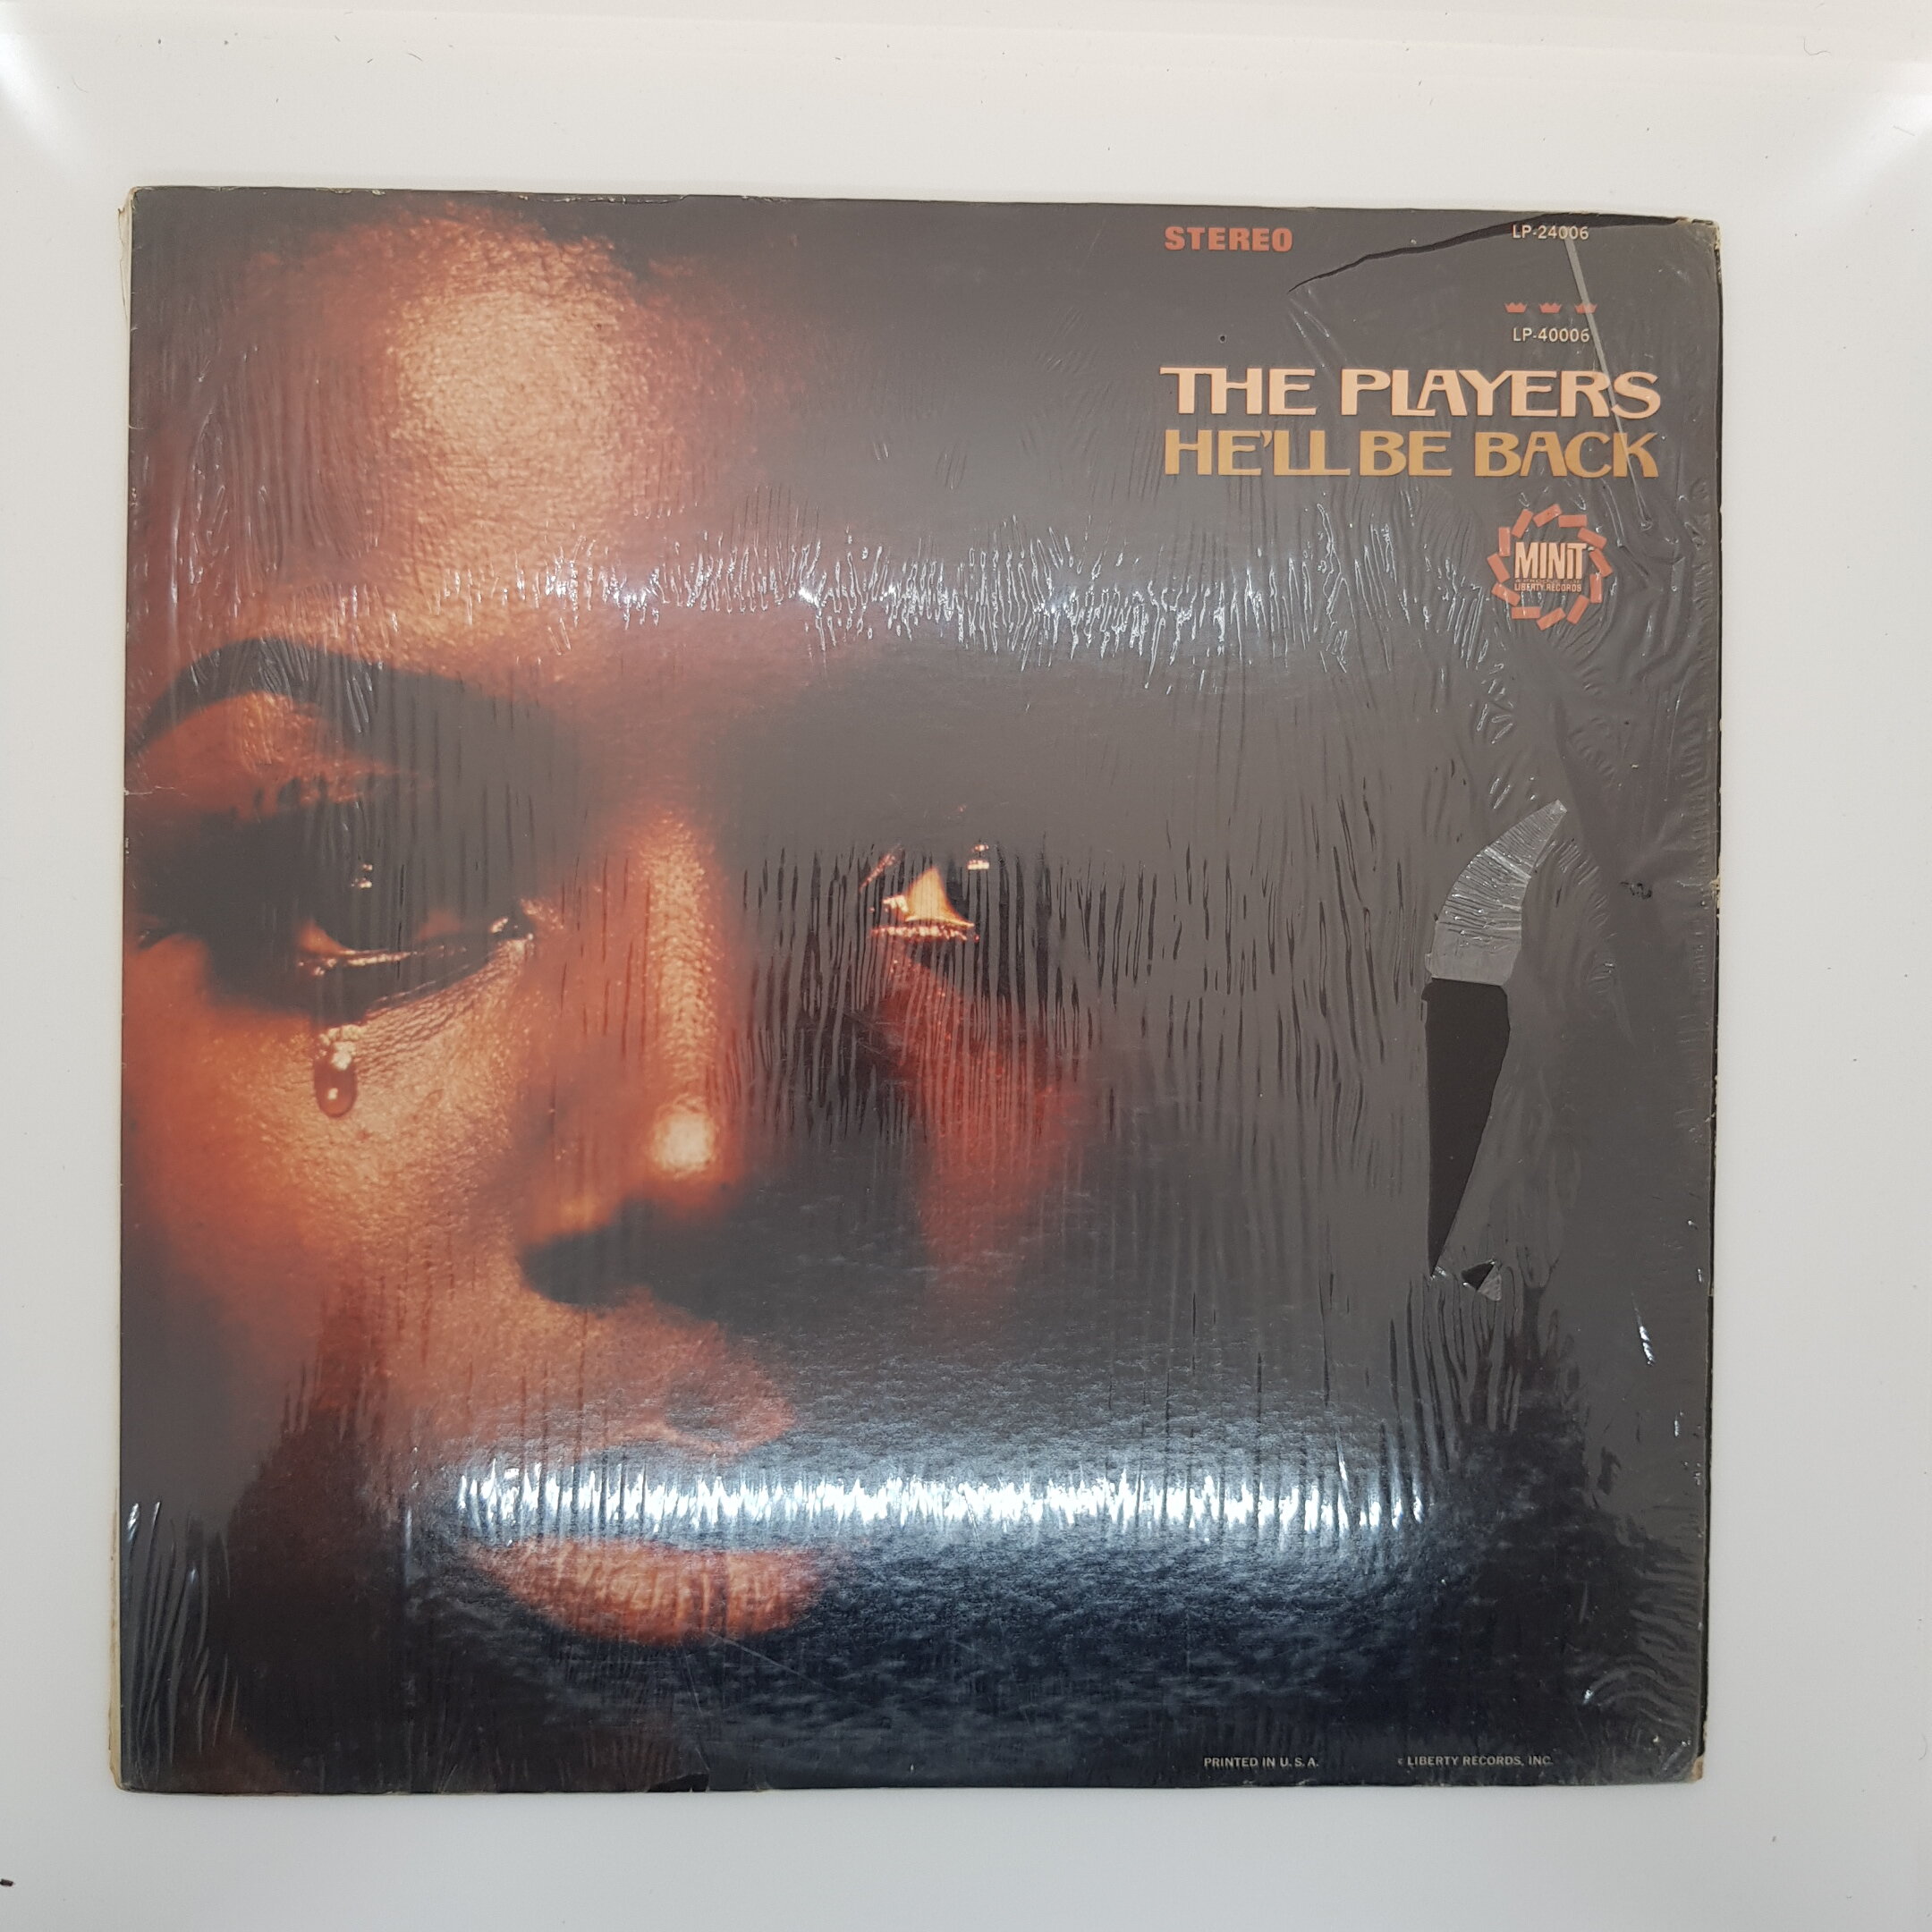 STEREO
LP-24006
LP-40006
THE PLAYERS
HE'LL BE BACK
MINIT
LIBERTY RECORDS
PRINTED IN U.S.A.
© LIBERTY RECORDS, INC.